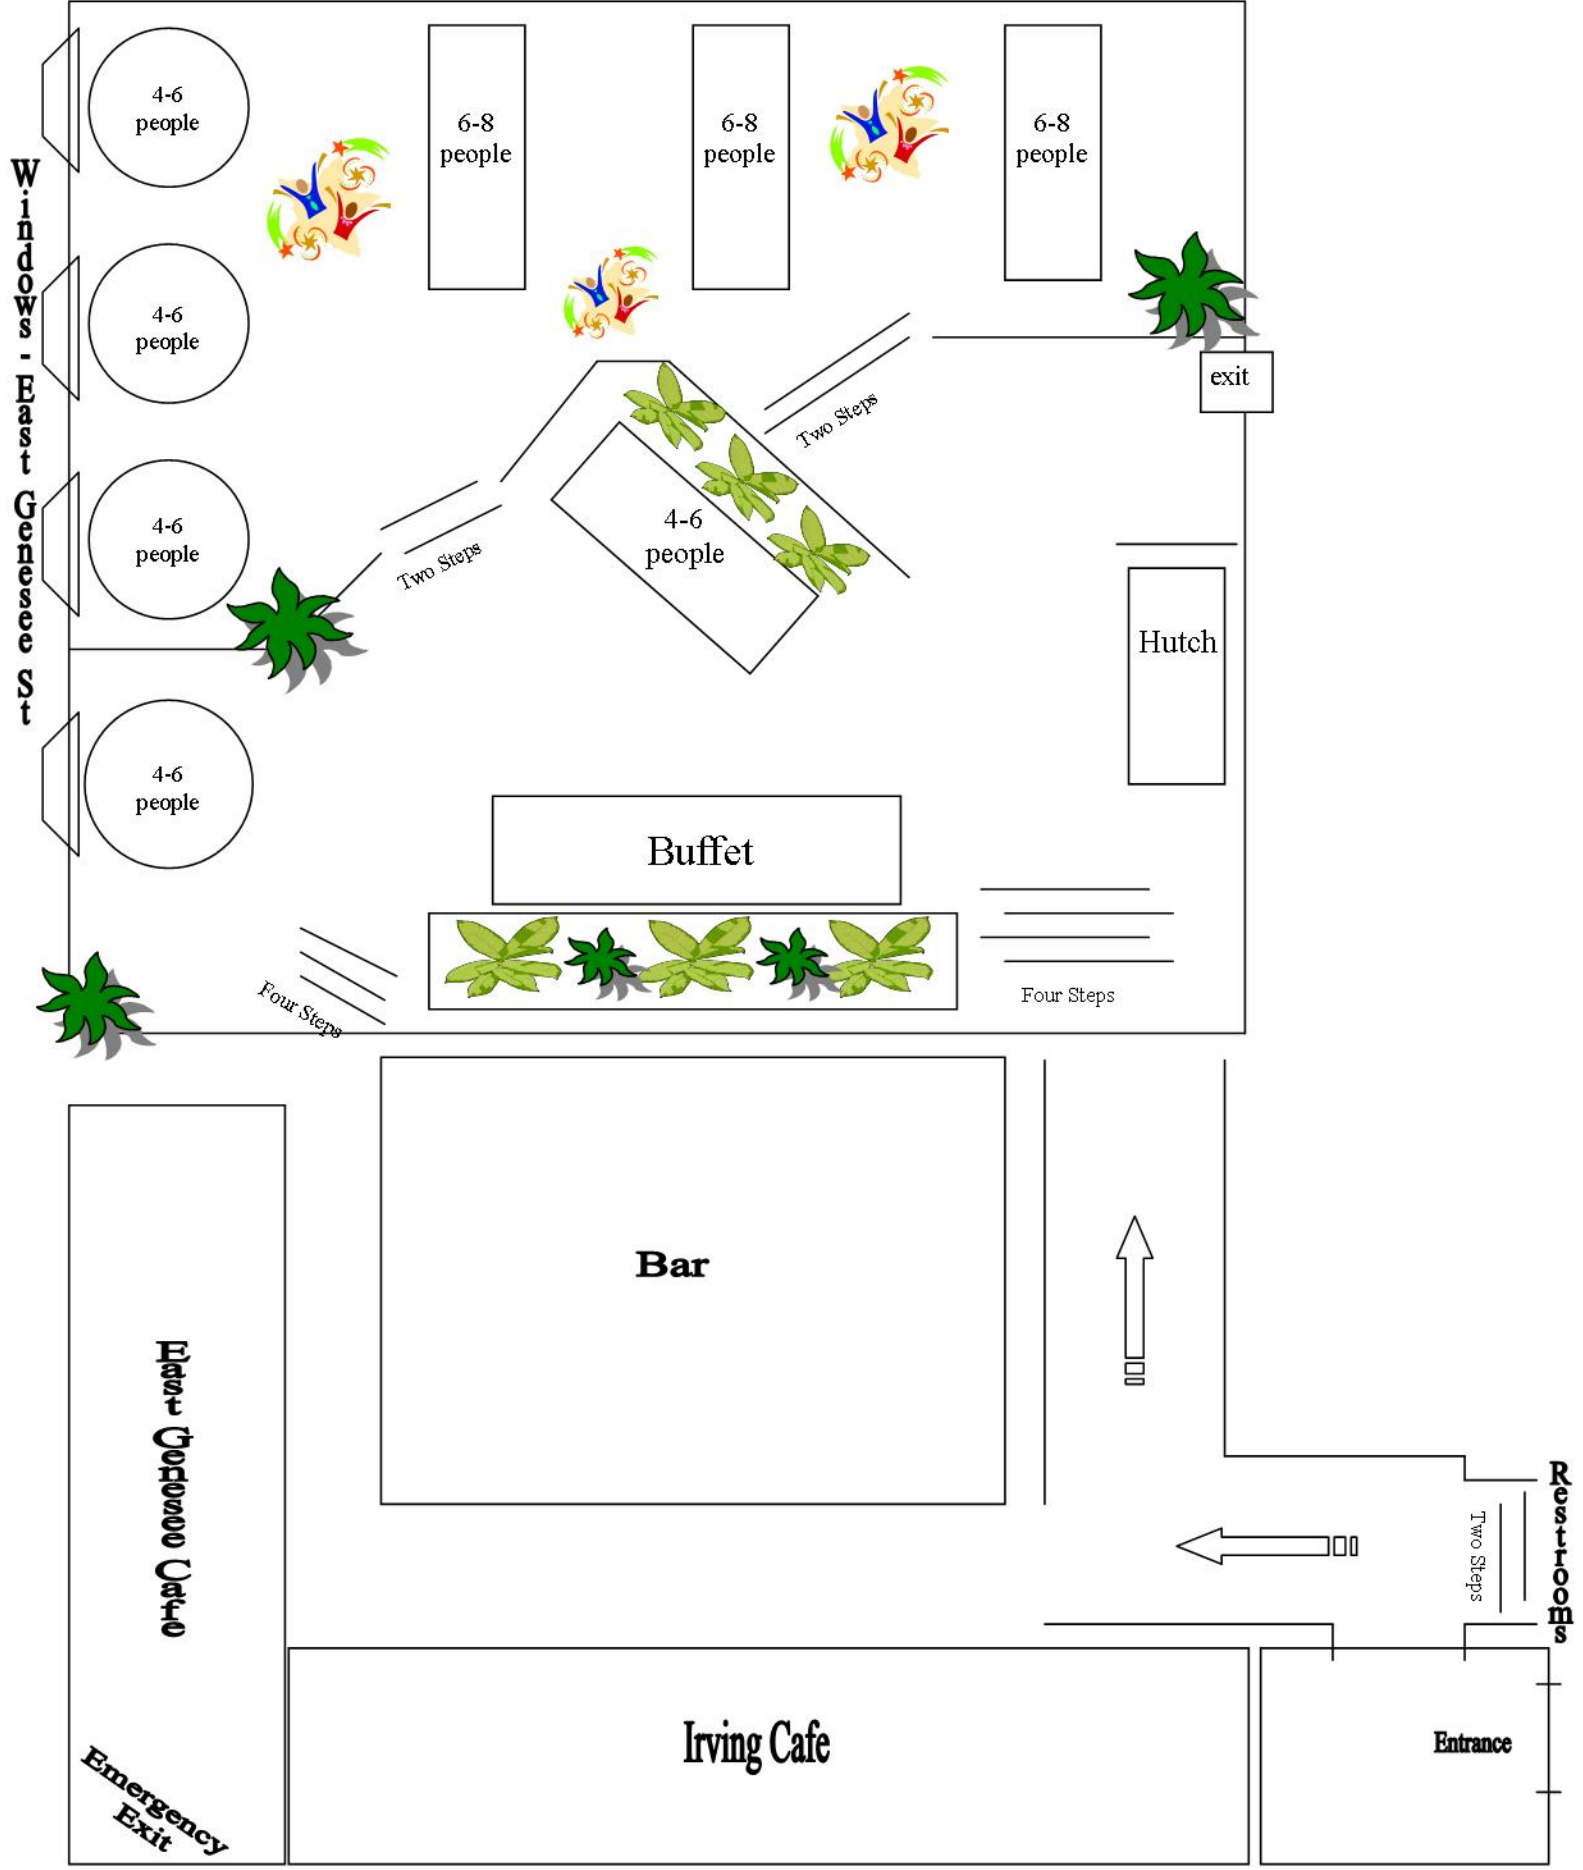 4-6
people
6-8
people
6-8
people
6-8
people
Windows - East Genesee St
4-6
people
exit
Two Steps
4-6
people
4-6
people
Two Steps
Hutch
4-6
people
Buffet
Four Steps
Four Steps
Bar
East Genesee Cafe
Restrooms
Two Steps
Irving Cafe
Entrance
Emergency
Exit